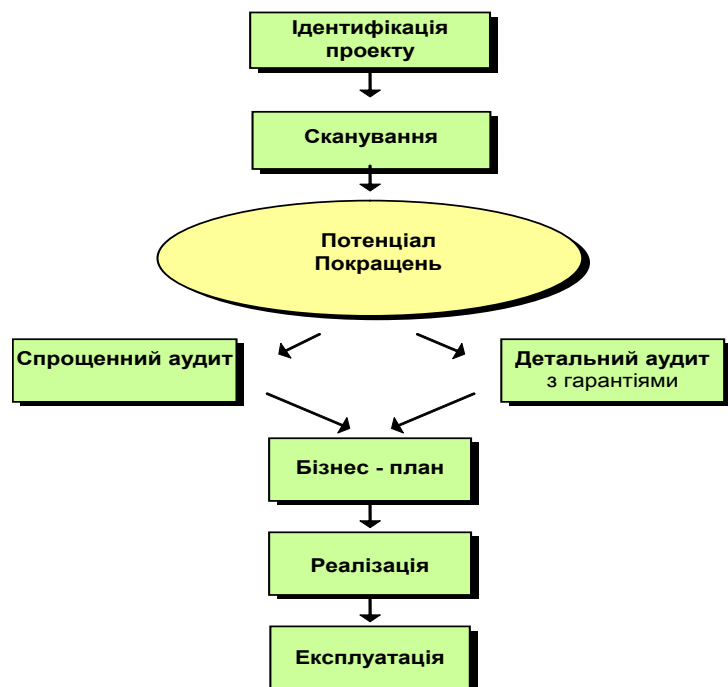 Ідентифікація
проекту
Сканування
Потенціал
Покращень
Спрощенний аудит
Детальний аудит
з гарантіями
Бізнес - план
Реалізація
Експлуатація